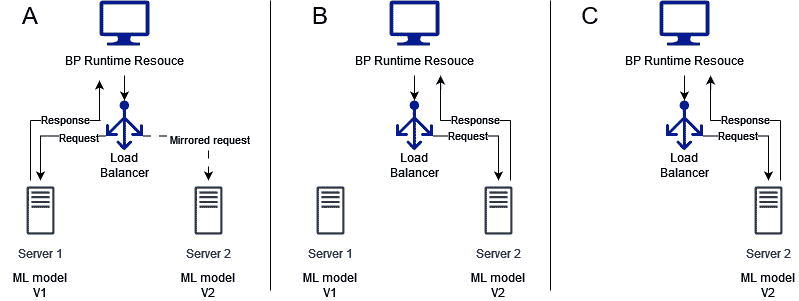 A
BP Runtime Resouce
Response
Request
Mirrored request
Load
Balancer
Server 1
Server 2
ML model
V1
ML model
V2
B
BP Runtime Resouce
Response
Request
Load
Balancer
Server 1
Server 2
ML model
V1
ML model
V2
C
BP Runtime Resouce
Response
Request
Load
Balancer
Server 2
ML model
V2